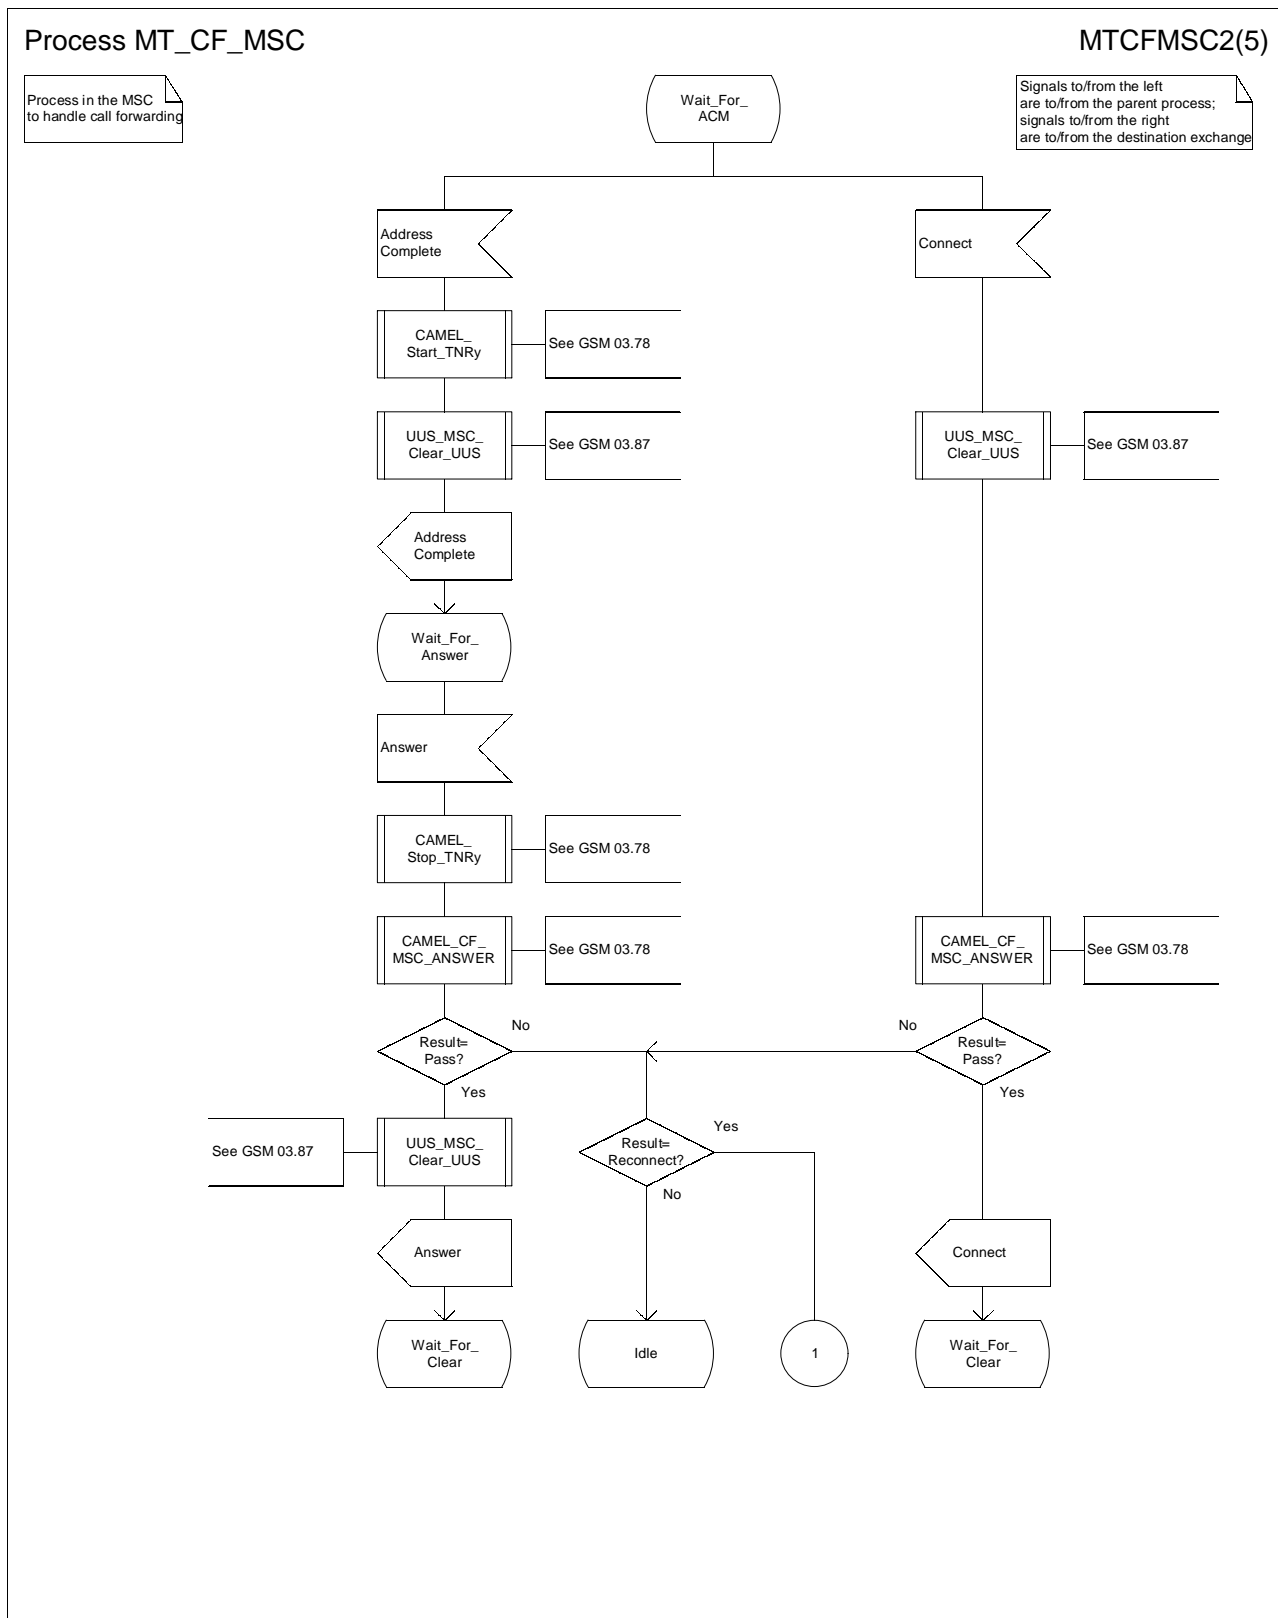 Process MT_CF_MSC
MTCFMSC2(5)
Process in the MSC
to handle call forwarding
Signals to/from the left
are to/from the parent process;
signals to/from the right
are to/from the destination exchange
Wait_For_
ACM
Address
Complete
Connect
CAMEL_
Start_TNRy
See GSM 03.78
UUS_MSC_
Clear_UUS
See GSM 03.87
UUS_MSC_
Clear_UUS
See GSM 03.87
Address
Complete
Wait_For_
Answer
Answer
CAMEL_
Stop_TNRy
See GSM 03.78
CAMEL_CF_
MSC_ANSWER
See GSM 03.78
CAMEL_CF_
MSC_ANSWER
See GSM 03.78
Result=
Pass?
No
Yes
No
Result=
Pass?
Yes
See GSM 03.87
UUS_MSC_
Clear_UUS
Result=
Reconnect?
Yes
No
Answer
Connect
Wait_For_
Clear
Idle
1
Wait_For_
Clear